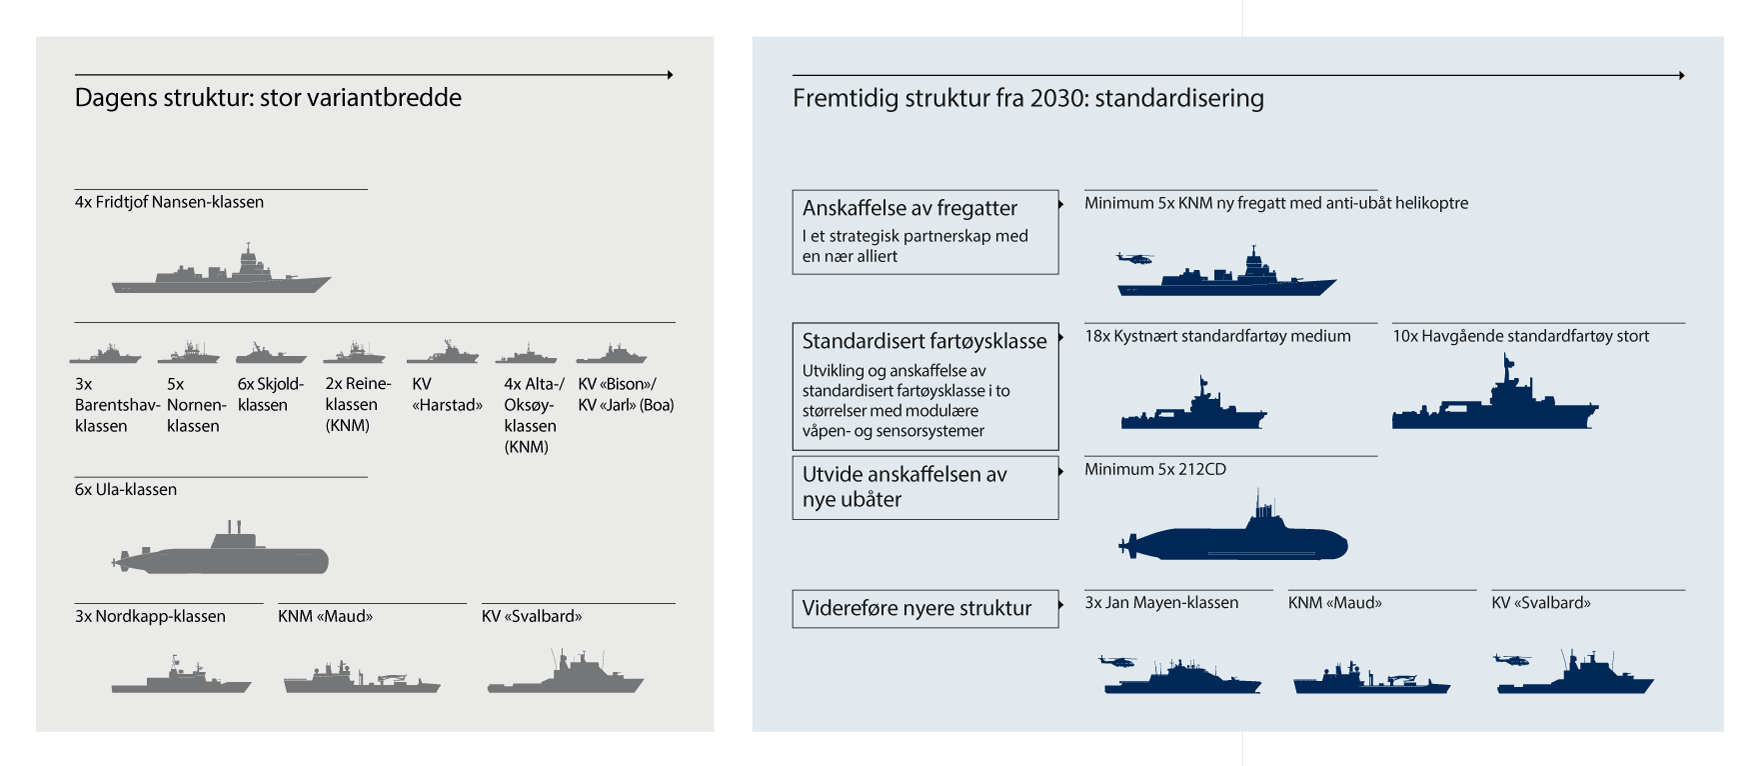 Dagens struktur: stor variantbredde
4x Fridtjof Nansen-klassen
3x
Barentshav-
klassen
5x
Nornen-
klassen
6x Skjold-
klassen
2x Reine-
klassen
(KNM)
KV
«Harstad»
4x Alta-/
Oksøy-
klassen
(KNM)
KV «Bison»/
KV «Jarl» (Boa)
6x Ula-klassen
3x Nordkapp-klassen
KNM «Maud»
KV «Svalbard»
Fremtidig struktur fra 2030: standardisering
Anskaffelse av fregatter
I et strategisk partnerskap med
en nær alliert
Minimum 5x KNM ny fregatt med anti-ubåt helikoptre
Standardisert fartøysklasse
Utvikling og anskaffelse av
standardisert fartøysklasse i to
størrelser med modulære
våpen- og sensorsystemer
18x Kystnært standardfartøy medium
10x Havgående standardfartøy stort
Utvide anskaffelsen av
nye ubåter
Minimum 5x 212CD
Videreføre nyere struktur
3x Jan Mayen-klassen
KNM «Maud»
KV «Svalbard»